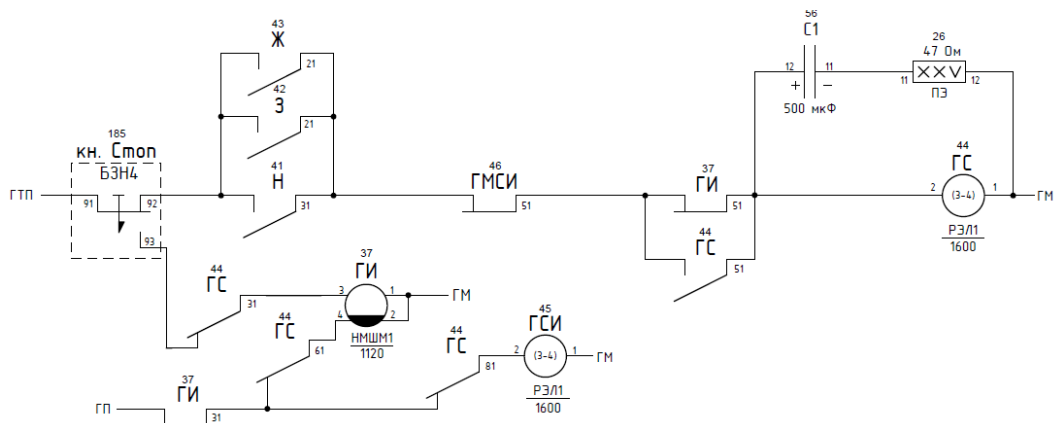 43
Ж
21
42
З
21
41
Н
31
185
кн. Стоп
БЗН4
ГТП
91
92
93
46
ГМСИ
51
37
ГИ
51
44
ГС
51
56
С1
12
11
+
−
500 мкФ
26
47 Ом
11
XXV
12
ПЭ
44
ГС
2
(3-4)
1
ГМ
РЭЛ1
1600
44
ГС
31
37
ГИ
3
1
4
2
ГМ
НМШМ1
1120
44
ГС
61
44
ГС
81
45
ГСИ
2
(3-4)
1
ГМ
РЭЛ1
1600
37
ГИ
ГП
31